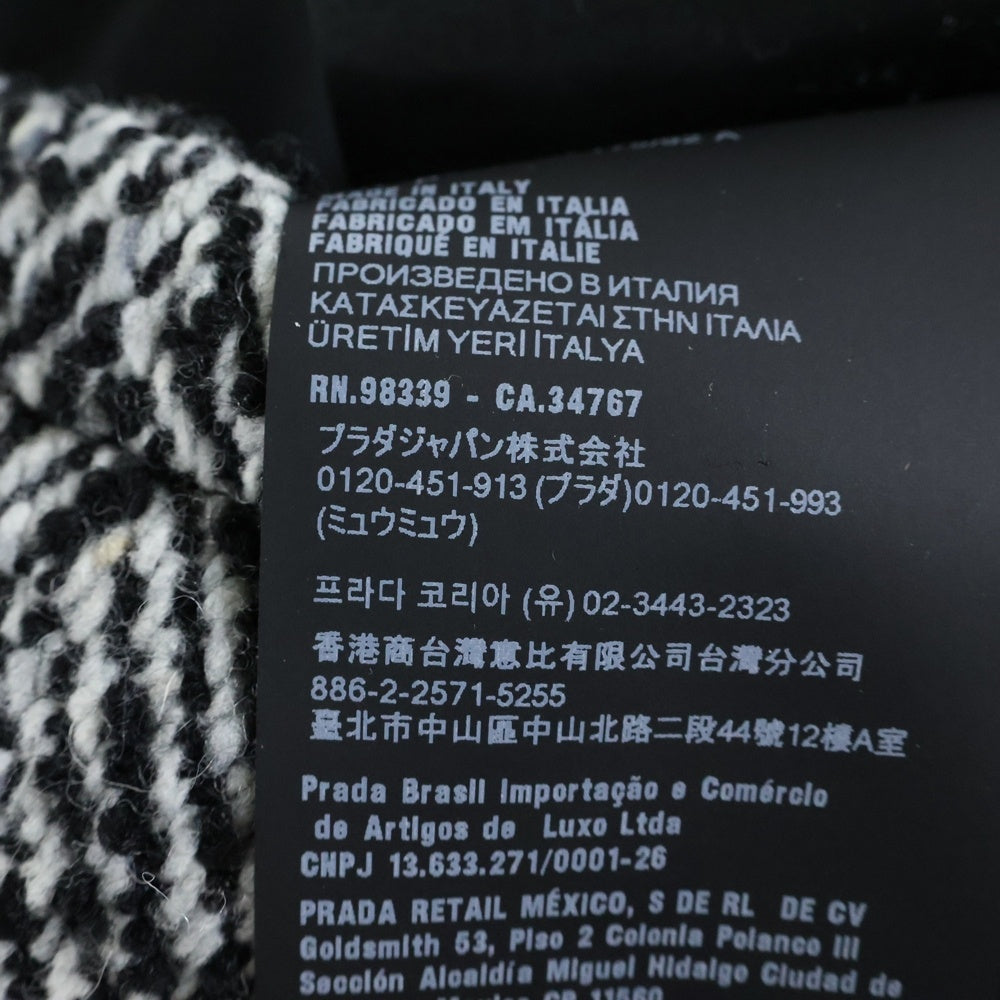 MADE IN ITALY
FABRICADO EN ITALIA
FABRICADO EM ITÁLIA
FABRIQUÉ EN ITALIE
ПРОИЗВЕДЕНО В ИТАЛИЯ
ΚΑΤΑΣΚΕΥΑΖΕΤΑΙ ΣΤΗΝ ΙΤΑΛΙΑ
ÜRETİM YERİ İTALYA
RN.98339 - CA.34767
プラダジャパン株式会社
0120-451-913 (プラダ)0120-451-993
(ミュウミュウ)
프라다 코리아 (유) 02-3443-2323
香港商台灣惠比有限公司台灣分公司
886-2-2571-5255
臺北市中山區中山北路二段44號12樓A室
Prada Brasil Importação e Comércio
de Artigos de Luxo Ltda
CNPJ 13.633.271/0001-26
PRADA RETAIL MÉXICO, S DE RL DE CV
Goldsmith 53, Piso 2 Colonia Polanco III
Sección Alcaldía Miguel Hidalgo Ciudad de
Mexico CP 11560